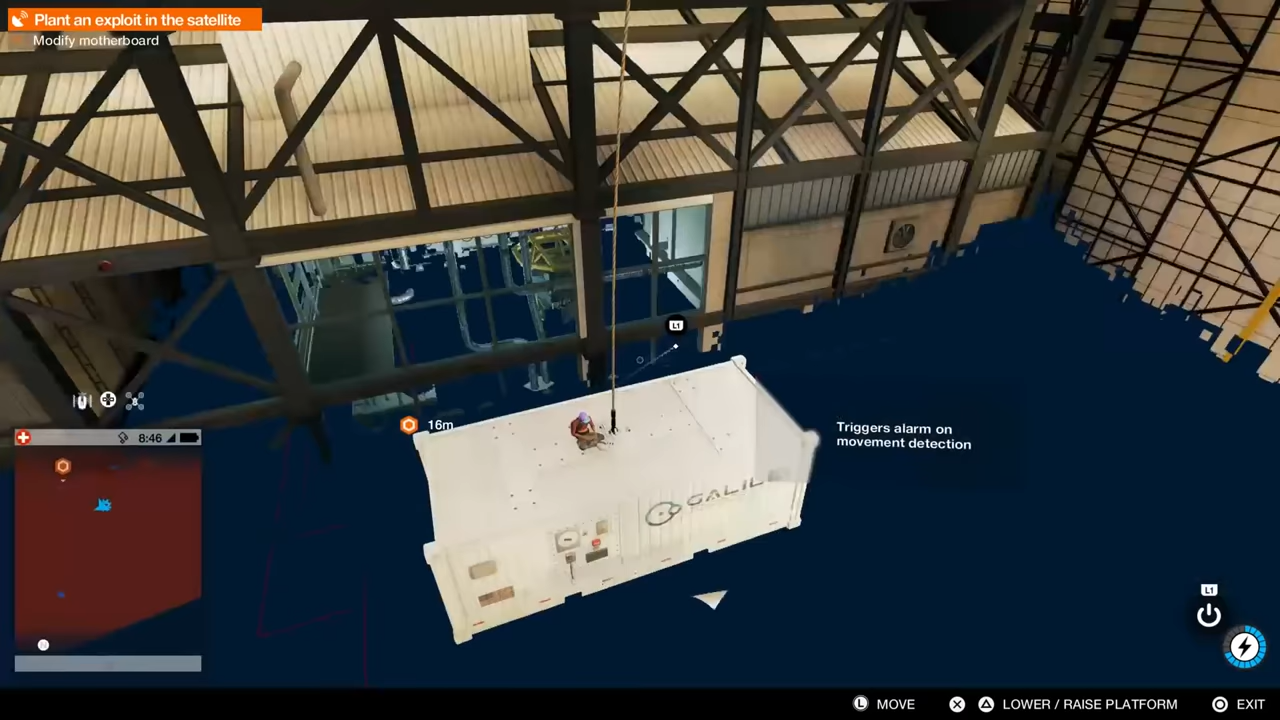 Plant an exploit in the satellite
Modify motherboard
L1
16m
Triggers alarm on
movement detection
GALIL
8:46
L1
L MOVE
LOWER / RAISE PLATFORM
EXIT